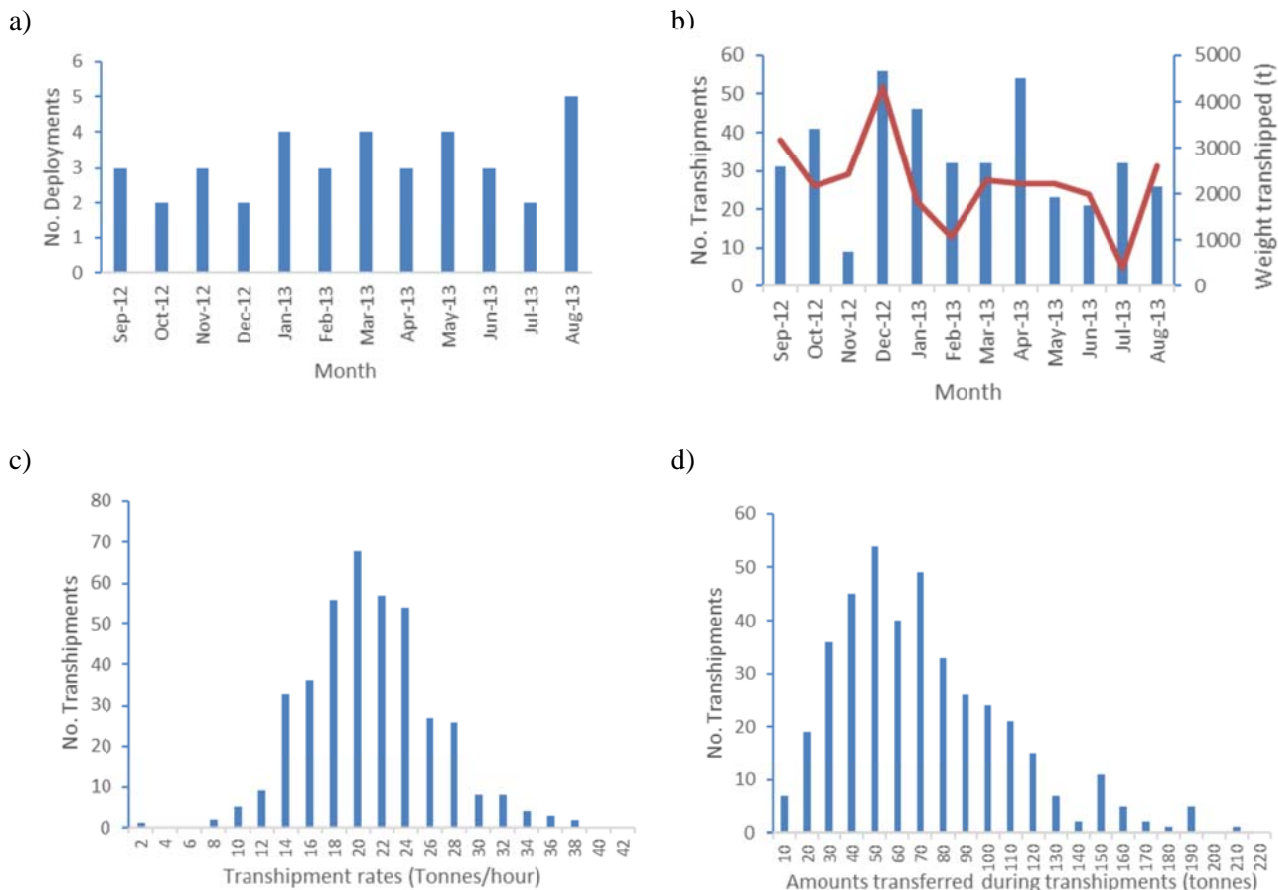 a)
6
5
4
3
2
1
0
No. Deployments
Sep-12
Oct-12
Nov-12
Dec-12
Jan-13
Feb-13
Mar-13
Apr-13
May-13
Jun-13
Jul-13
Aug-13
Month
b)
60
50
40
30
20
10
0
No. Transhipments
5000
4000
3000
2000
1000
0
Weight transhipped (t)
Sep-12
Oct-12
Nov-12
Dec-12
Jan-13
Feb-13
Mar-13
Apr-13
May-13
Jun-13
Jul-13
Aug-13
Month
c)
80
70
60
50
40
30
20
10
0
No. Transhipments
2
4
6
8
10
12
14
16
18
20
22
24
26
28
30
32
34
36
38
40
42
Transhipment rates (Tonnes/hour)
d)
60
50
40
30
20
10
0
No. Transhipments
10
20
30
40
50
60
70
80
90
100
110
120
130
140
150
160
170
180
190
200
210
220
Amounts transferred during transhipments (tonnes)